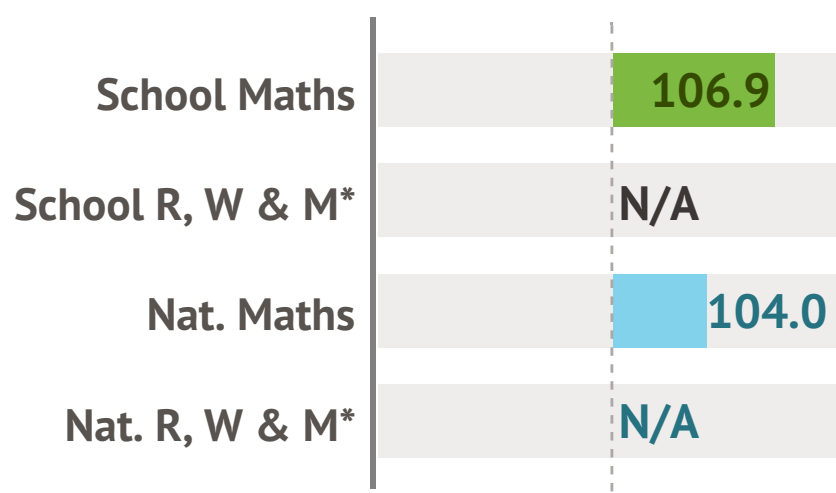 School Maths 106.9
School R, W & M* N/A
Nat. Maths 104.0
Nat. R, W & M* N/A